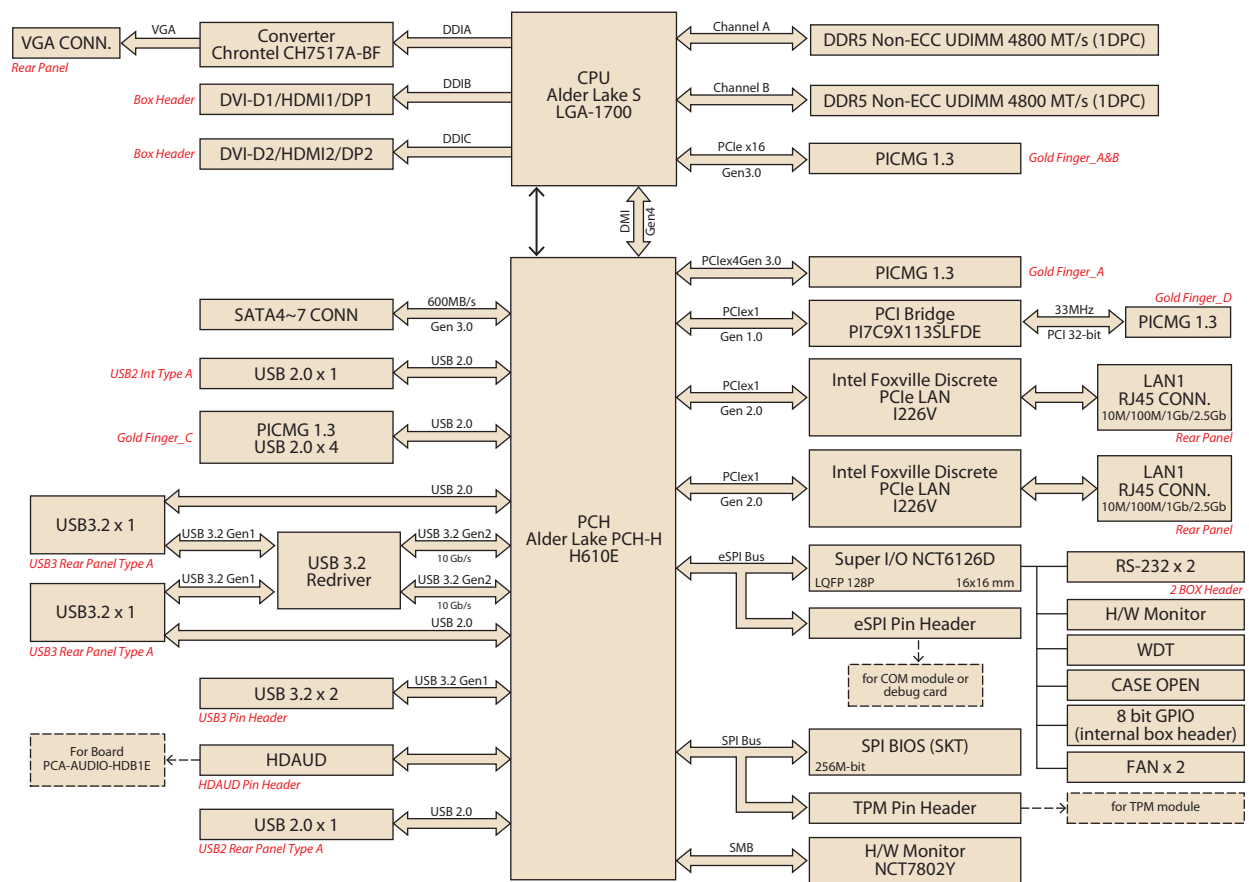 VGA CONN.
Rear Panel
VGA
Converter
Chrontel CH7517A-BF
DDIA
Box Header
DVI-D1/HDMI1/DP1
DDIB
Box Header
DVI-D2/HDMI2/DP2
DDIC
CPU
Alder Lake S
LGA-1700
Channel A
DDR5 Non-ECC UDIMM 4800 MT/s (1DPC)
Channel B
DDR5 Non-ECC UDIMM 4800 MT/s (1DPC)
PCIe x16
Gen3.0
PICMG 1.3
Gold Finger_A&B
DMI
Gen4
SATA4~7 CONN
600MB/s
Gen 3.0
USB2 Int Type A
USB 2.0 x 1
USB 2.0
Gold Finger_C
PICMG 1.3
USB 2.0 x 4
USB 2.0
USB3.2 x 1
USB3 Rear Panel Type A
USB 2.0
USB 3.2 Gen1
USB 3.2
Redriver
USB 3.2 Gen2
10 Gb/s
USB3.2 x 1
USB3 Rear Panel Type A
USB 3.2 Gen1
USB 3.2 Gen2
10 Gb/s
USB 2.0
USB 3.2 x 2
USB3 Pin Header
USB 3.2 Gen1
For Board
PCA-AUDIO-HDB1E
HDAUD
HDAUD Pin Header
USB 2.0 x 1
USB2 Rear Panel Type A
USB 2.0
PCH
Alder Lake PCH-H
H610E
PCIex4Gen 3.0
PICMG 1.3
Gold Finger_A
PCIex1
Gen 1.0
PCI Bridge
PI7C9X113SLFDE
33MHz
PCI 32-bit
Gold Finger_D
PICMG 1.3
PCIex1
Gen 2.0
Intel Foxville Discrete
PCIe LAN
I226V
LAN1
RJ45 CONN.
10M/100M/1Gb/2.5Gb
Rear Panel
PCIex1
Gen 2.0
Intel Foxville Discrete
PCIe LAN
I226V
LAN1
RJ45 CONN.
10M/100M/1Gb/2.5Gb
Rear Panel
eSPI Bus
Super I/O NCT6126D
LQFP 128P
16x16 mm
eSPI Pin Header
for COM module or
debug card
RS-232 x 2
2 BOX Header
H/W Monitor
WDT
CASE OPEN
8 bit GPIO
(internal box header)
FAN x 2
SPI Bus
SPI BIOS (SKT)
256M-bit
TPM Pin Header
for TPM module
SMB
H/W Monitor
NCT7802Y